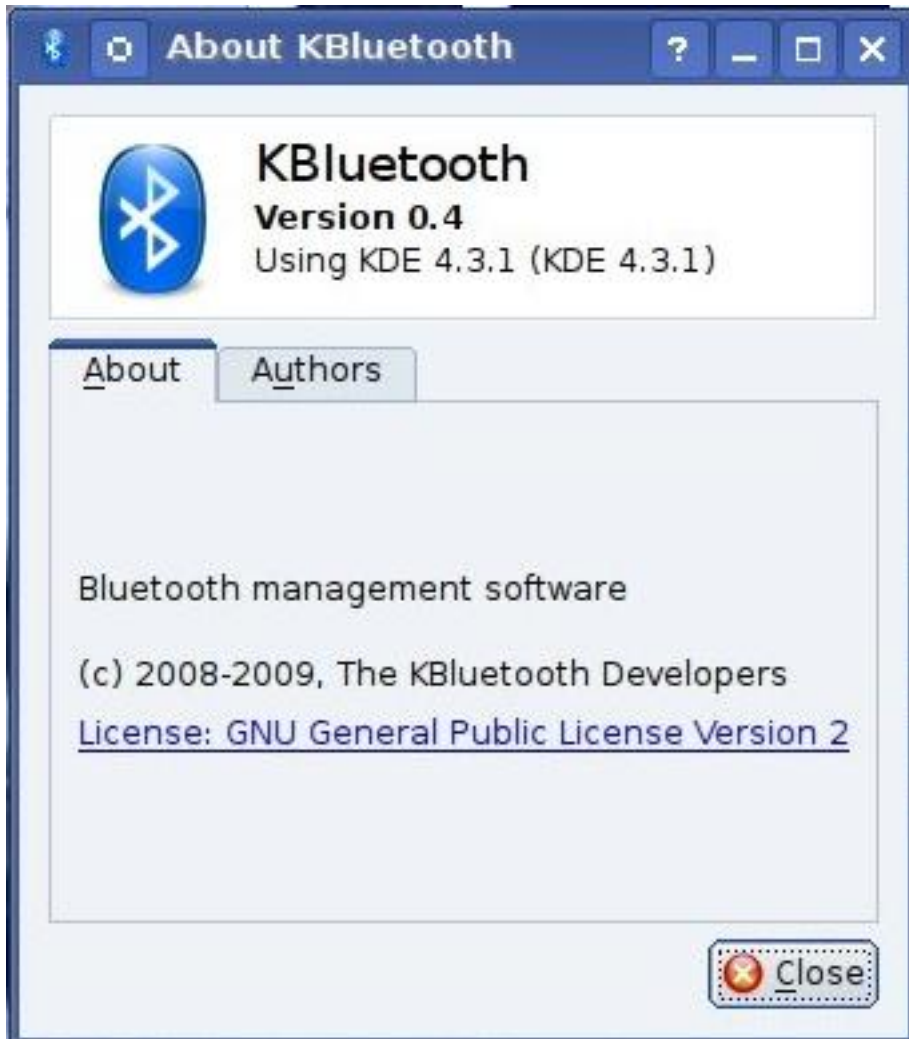 About KBluetooth
KBluetooth
Version 0.4
Using KDE 4.3.1 (KDE 4.3.1)
About Authors
Bluetooth management software
(c) 2008-2009, The KBluetooth Developers
License: GNU General Public License Version 2
Close